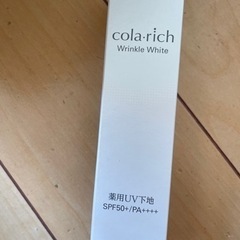 cola·rich
Wrinkle White
薬用UV下地
SPF50+/PA++++